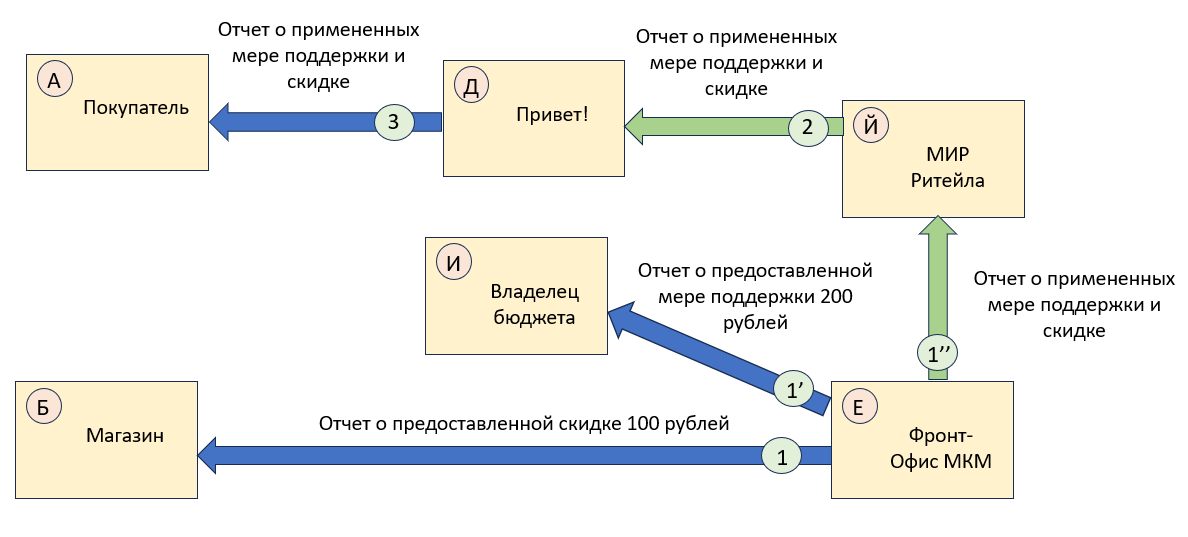 Отчет о примененных
мере поддержки и
скидке
Отчет о примененных
мере поддержки и
скидке
А
Покупатель
3
Д
Привет!
2
Й
МИР
Ритейла
И
Владелец
бюджета
Отчет о предоставленной
мере поддержки 200
рублей
Отчет о примененных
мере поддержки и
скидке
1’
1’’
Б
Магазин
Отчет о предоставленной скидке 100 рублей
1
Е
Фронт-
Офис МКМ